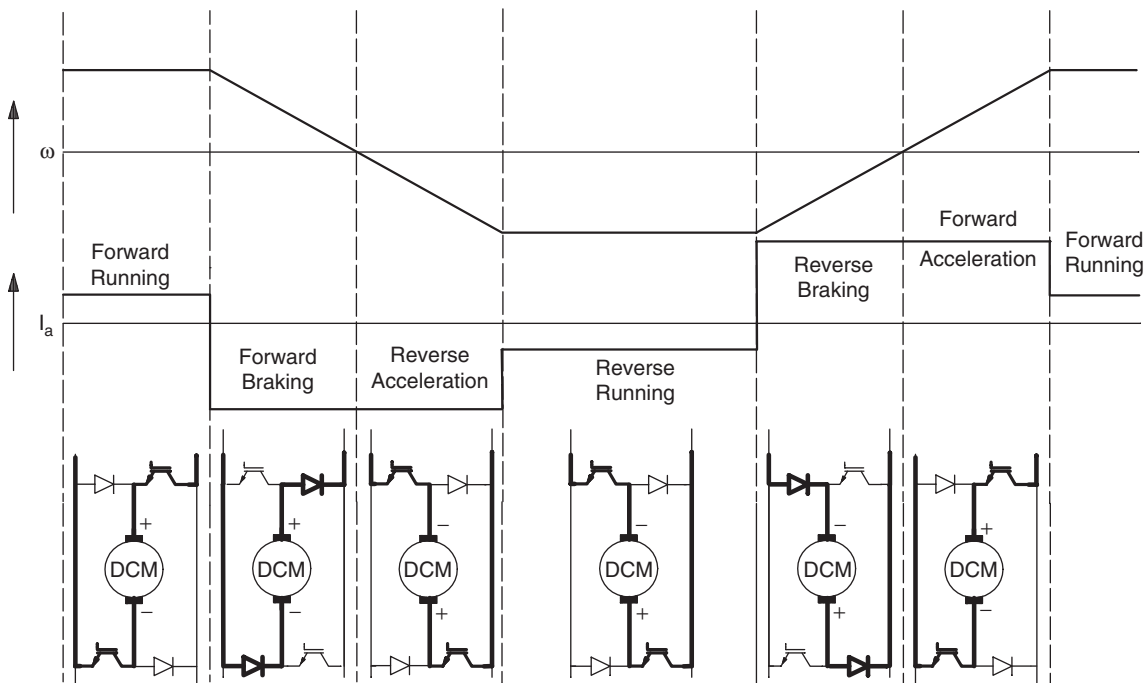 ω
Forward
Running
Forward
Acceleration
Forward
Running
Reverse
Braking
Iₐ
Forward
Braking
Reverse
Acceleration
Reverse
Running
+
DCM
−
+
DCM
−
−
DCM
+
−
DCM
+
−
DCM
+
+
DCM
−